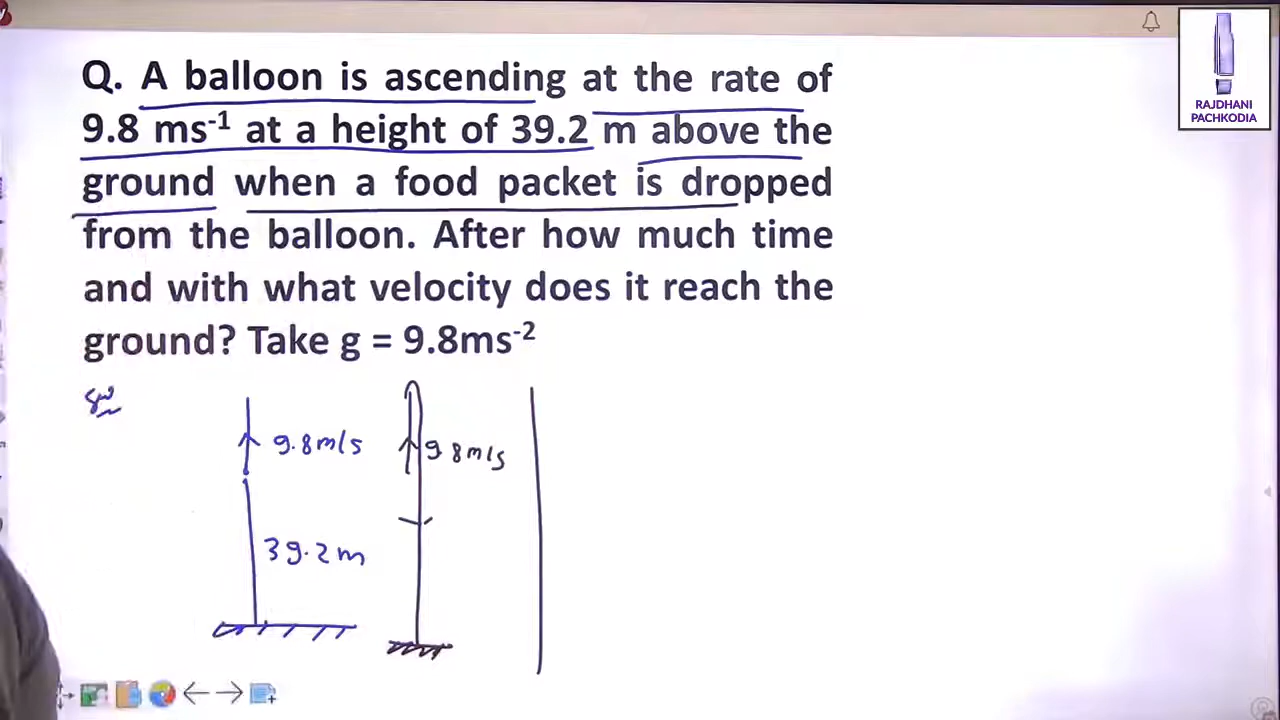 Q. A balloon is ascending at the rate of
9.8 ms⁻¹ at a height of 39.2 m above the
ground when a food packet is dropped
from the balloon. After how much time
and with what velocity does it reach the
ground? Take g = 9.8ms⁻²
9.8m/s
9.8m/s
39.2m
RAJDHANI
PACHKODIA